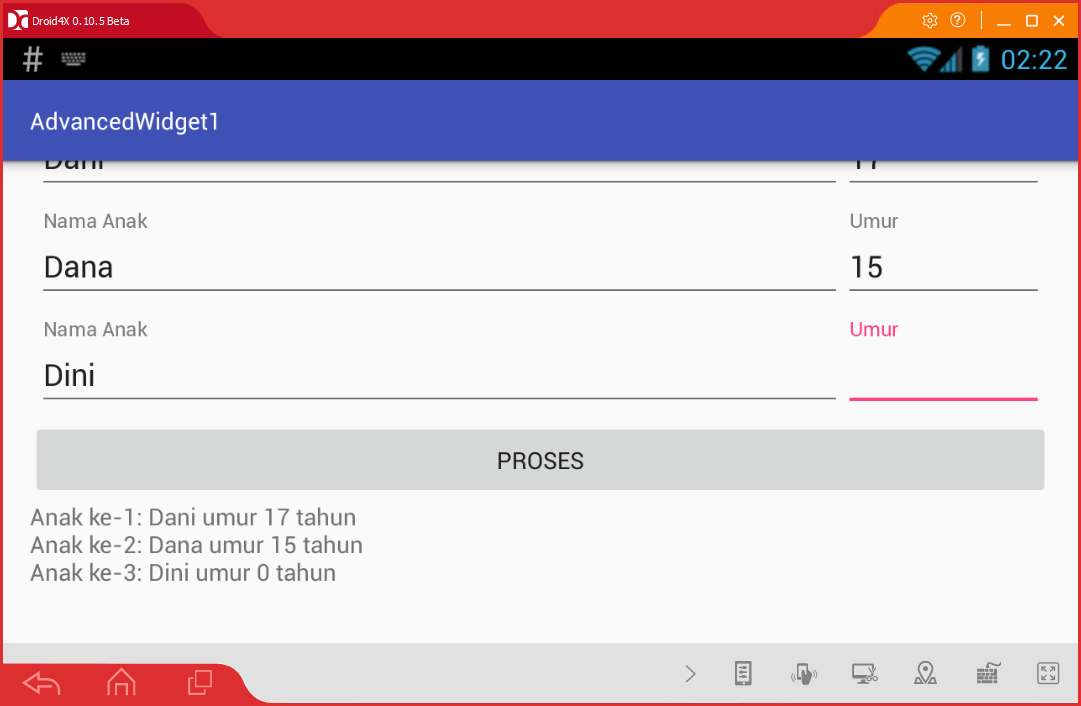 Droid4X 0.10.5 Beta
# 02:22
AdvancedWidget1
Dani 17
Nama Anak Umur
Dana 15
Nama Anak Umur
Dini
PROSES
Anak ke-1: Dani umur 17 tahun
Anak ke-2: Dana umur 15 tahun
Anak ke-3: Dini umur 0 tahun